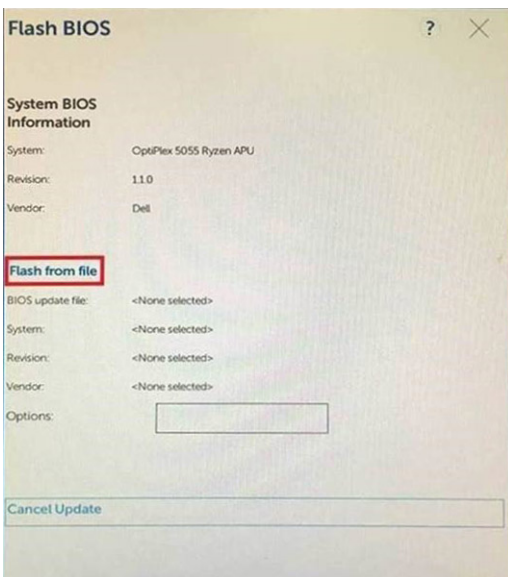 Flash BIOS
?
System BIOS
Information
System: OptiPlex 5055 Ryzen APU
Revision: 1.1.0
Vendor: Dell
Flash from file
BIOS update file: <None selected>
System: <None selected>
Revision: <None selected>
Vendor: <None selected>
Options:
Cancel Update